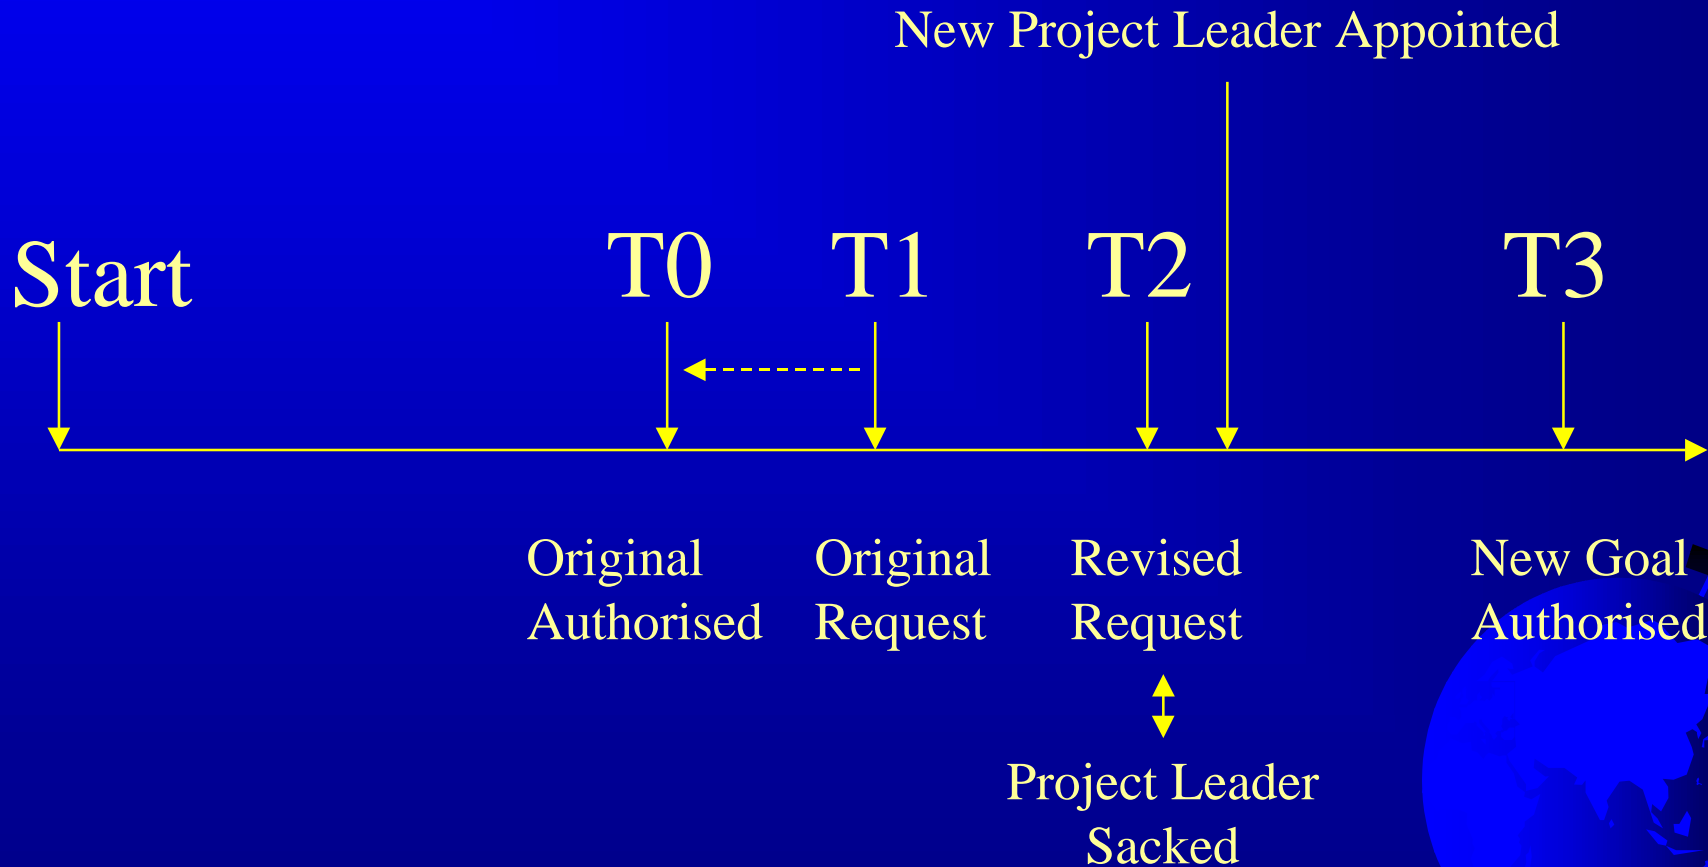 New Project Leader Appointed
Start
T0
T1
T2
T3
Original
Authorised
Original
Request
Revised
Request
New Goal
Authorised
Project Leader
Sacked